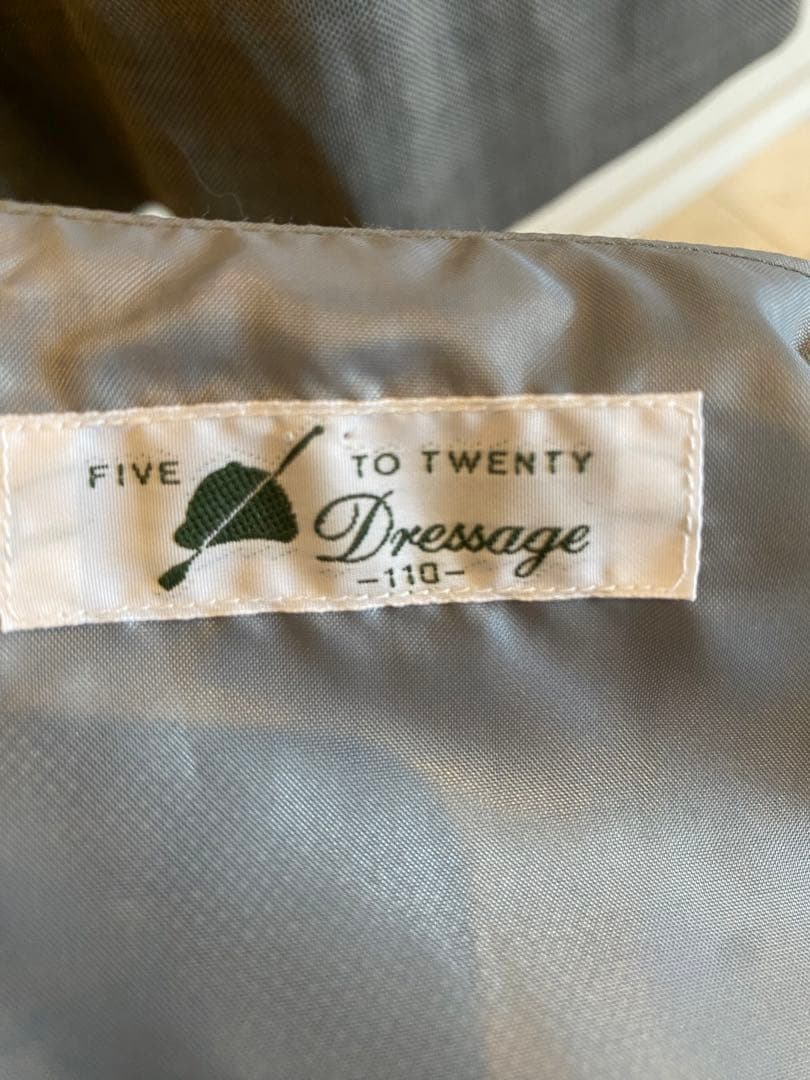 FIVE TO TWENTY
Dressage
-110-